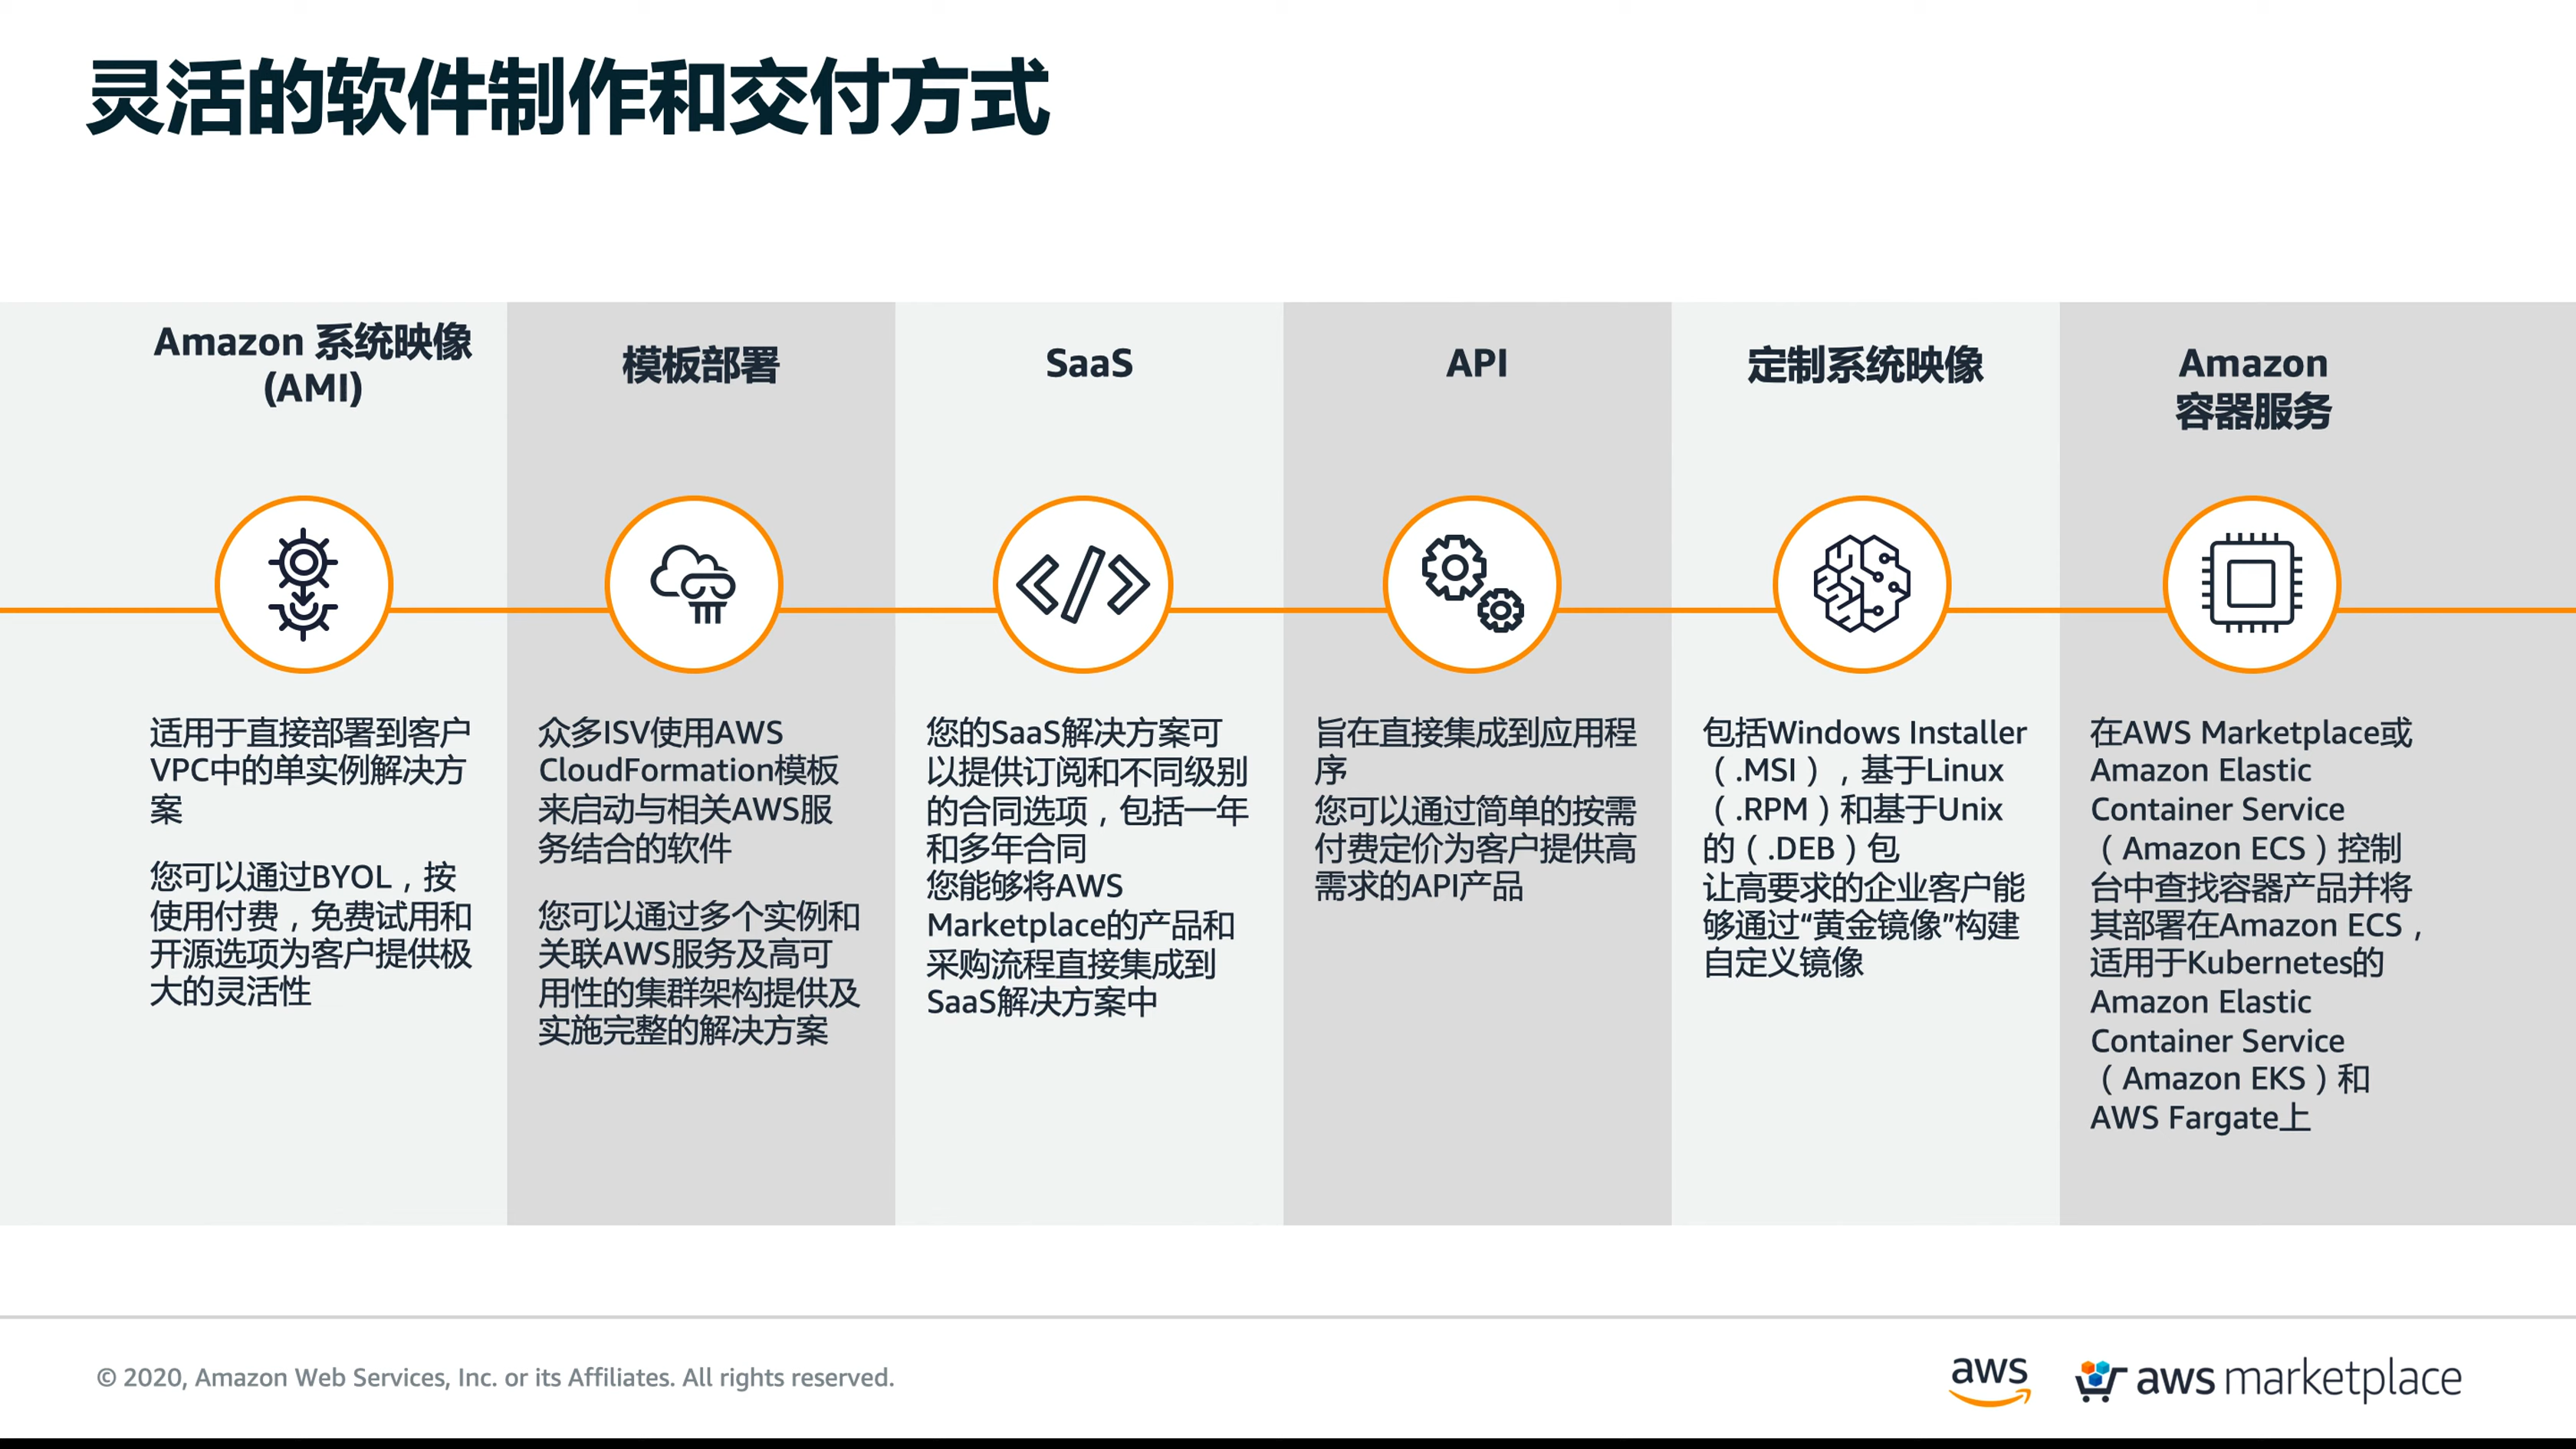 灵活的软件制作和交付方式
Amazon 系统映像
(AMI)
适用于直接部署到客户
VPC中的单实例解决方
案
您可以通过BYOL，按
使用付费，免费试用和
开源选项为客户提供极
大的灵活性
模板部署
众多ISV使用AWS
CloudFormation模板
来启动与相关AWS服
务结合的软件
您可以通过多个实例和
关联AWS服务及高可
用性的集群架构提供及
实施完整的解决方案
SaaS
您的SaaS解决方案可
以提供订阅和不同级别
的合同选项，包括一年
和多年合同
您能够将AWS
Marketplace的产品和
采购流程直接集成到
SaaS解决方案中
API
旨在直接集成到应用程
序
您可以通过简单的按需
付费定价为客户提供高
需求的API产品
定制系统映像
包括Windows Installer
（.MSI），基于Linux
（.RPM）和基于Unix
的（.DEB）包
让高要求的企业客户能
够通过“黄金镜像”构建
自定义镜像
Amazon
容器服务
在AWS Marketplace或
Amazon Elastic
Container Service
（Amazon ECS）控制
台中查找容器产品并将
其部署在Amazon ECS，
适用于Kubernetes的
Amazon Elastic
Container Service
（Amazon EKS）和
AWS Fargate上
© 2020, Amazon Web Services, Inc. or its Affiliates. All rights reserved.
aws
aws marketplace